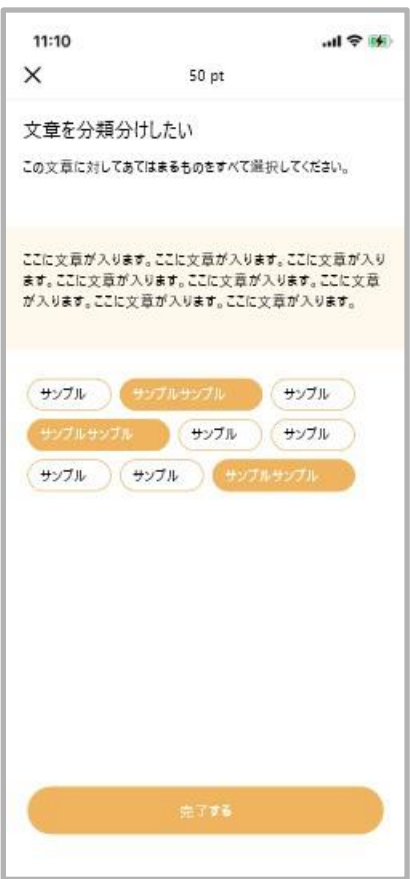 11:10
50 pt
文章を分類分けしたい
この文章に対してあてはまるものをすべて選択してください。
ここに文章が入ります。ここに文章が入ります。ここに文章が入り
ます。ここに文章が入ります。ここに文章が入ります。ここに文章
が入ります。ここに文章が入ります。ここに文章が入ります。
サンプル サンプルサンプル サンプル
サンプルサンプル サンプル サンプル
サンプル サンプル サンプルサンプル
完了する